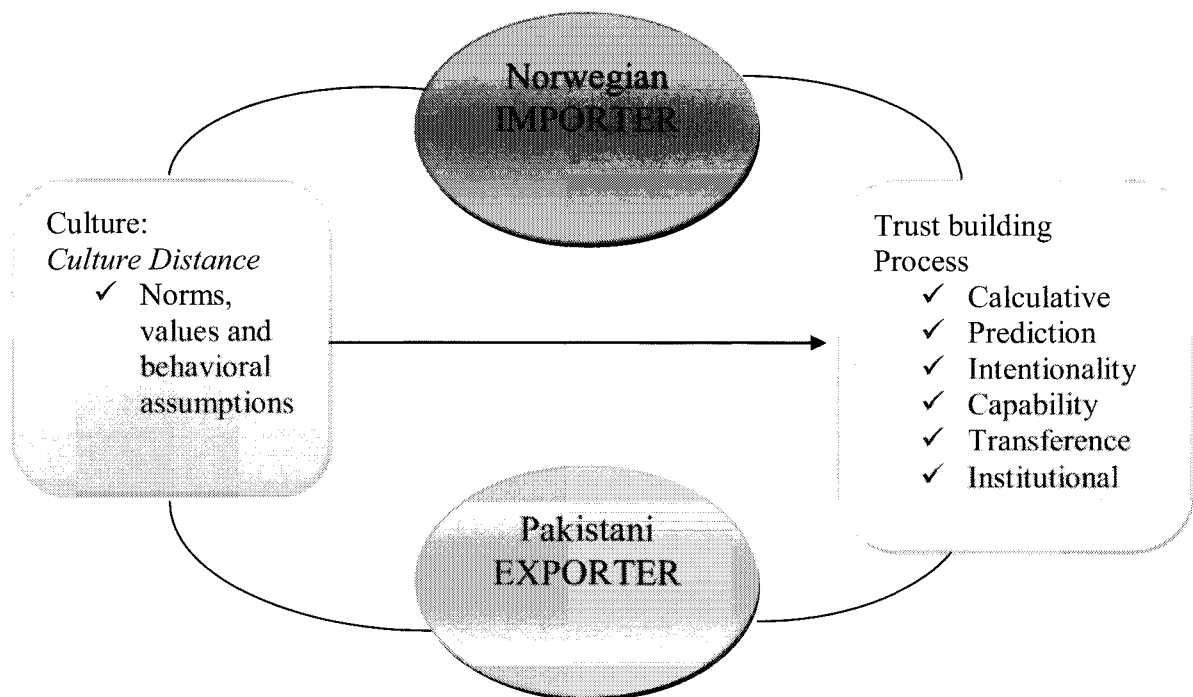 Norwegian
IMPORTER
Culture:
Culture Distance
✓ Norms,
values and
behavioral
assumptions
Trust building
Process
✓ Calculative
✓ Prediction
✓ Intentionality
✓ Capability
✓ Transference
✓ Institutional
Pakistani
EXPORTER